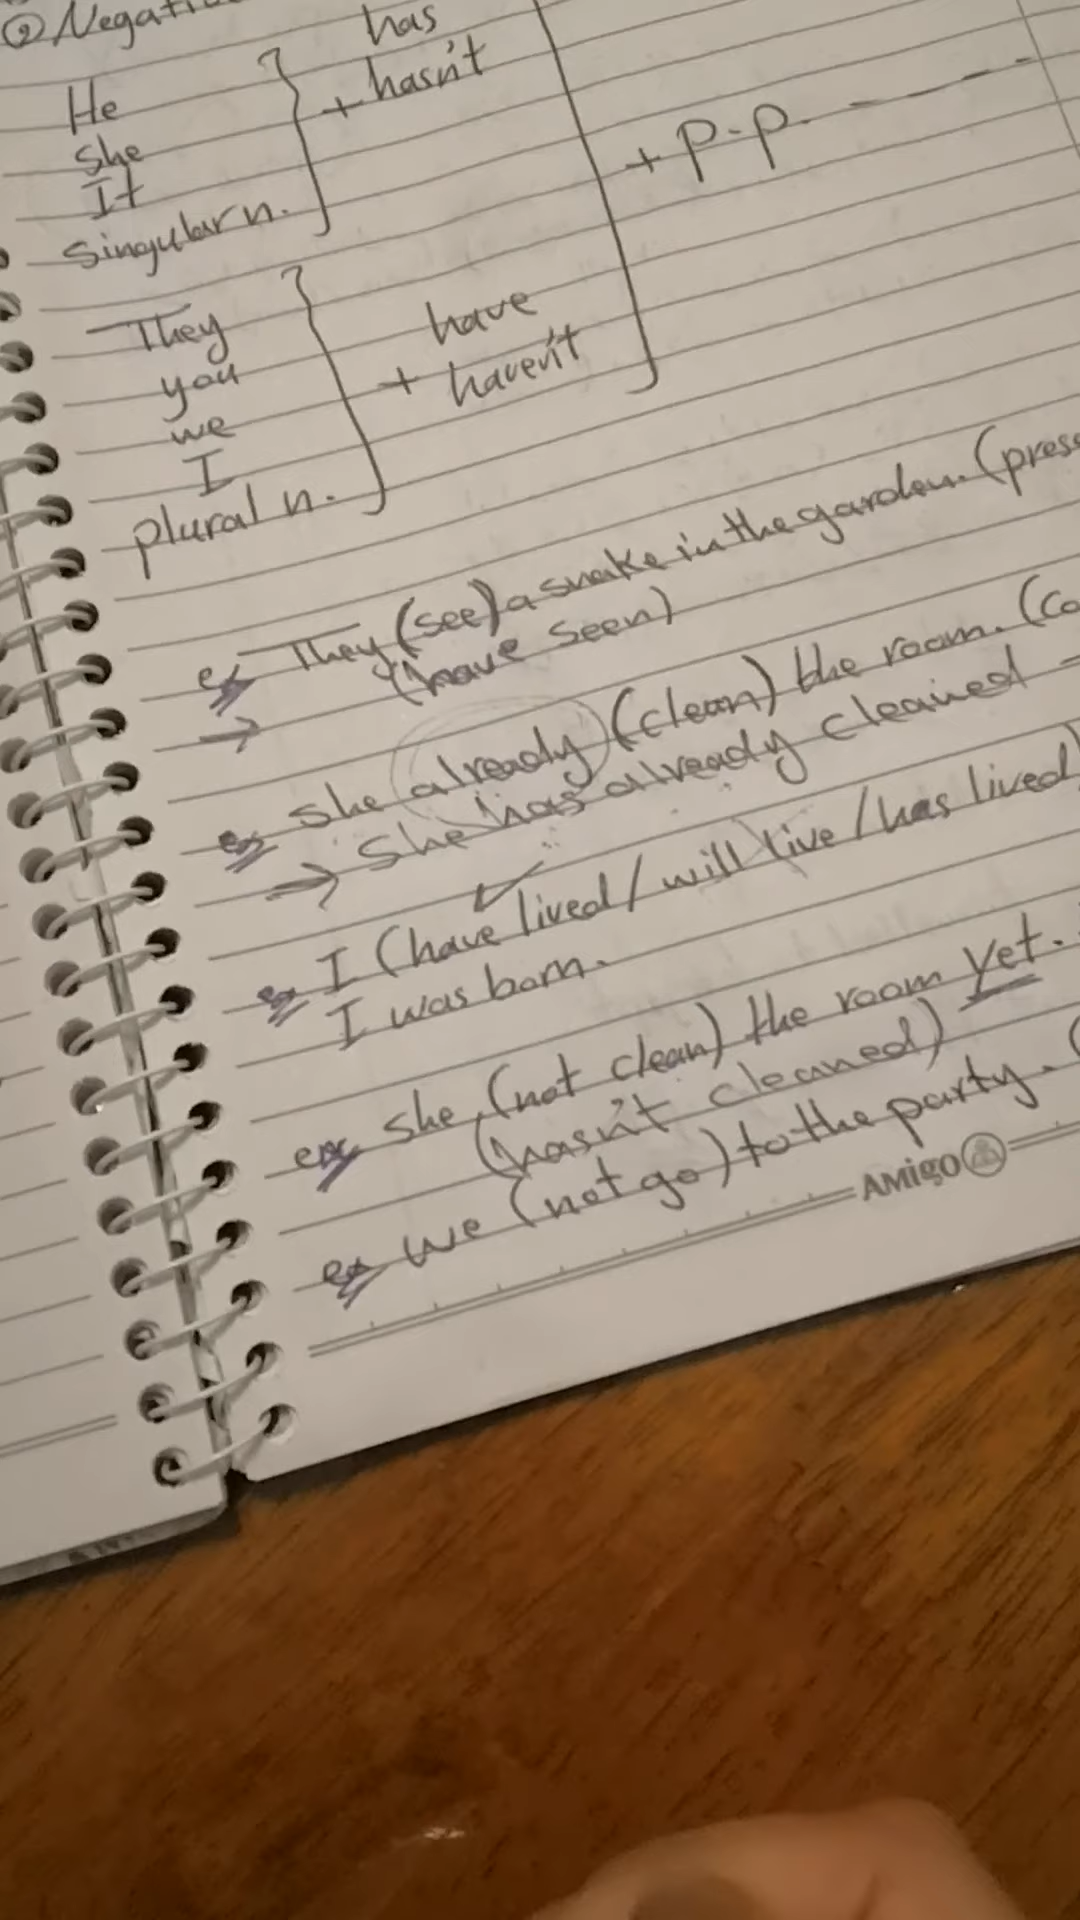 ② Negati
has
He + hasn't
She
It
Singular n.
+ p.p. - - - -
They
you have
we + haven't
I
plural n.
ex They (see) a snake in the garden. (pres
→ (have seen)
ex she already (clean) the room. (Co
→ she has already cleaned
ex I (have lived / will live / has lived)
I was born.
ex she (not clean) the room yet.
(hasn't cleaned)
ex we (not go) to the party. (
AMigo